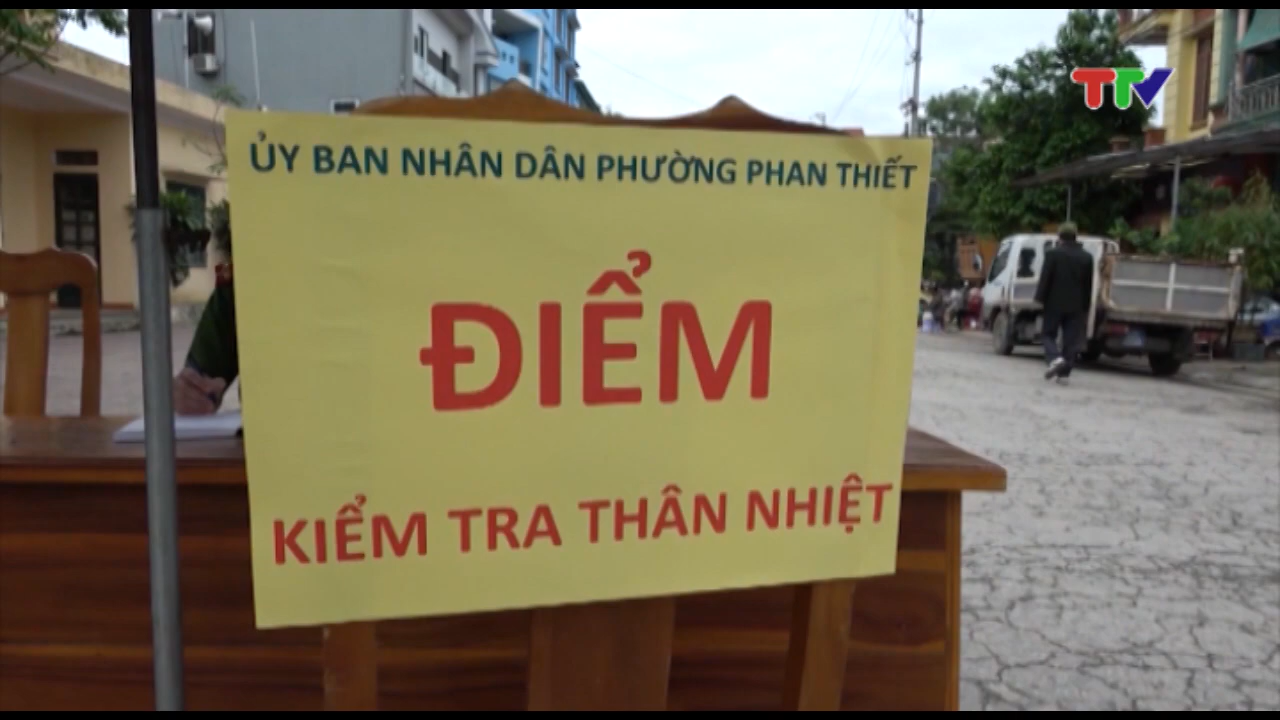 TTV
ỦY BAN NHÂN DÂN PHƯỜNG PHAN THIẾT
ĐIỂM
KIỂM TRA THÂN NHIỆT